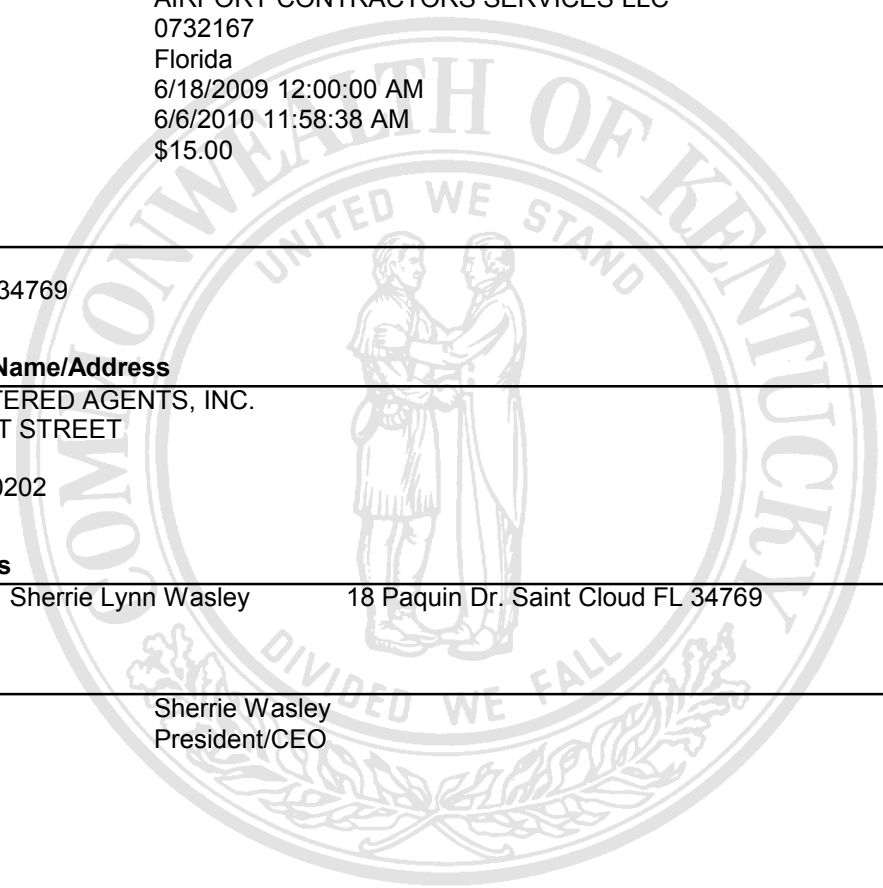 AIRPORT CONTRACTORS SERVICES LLC
0732167
Florida
6/18/2009 12:00:00 AM
6/6/2010 11:58:38 AM
$15.00
COMMONWEALTH OF KENTUCKY
UNITED WE STAND
34769
Name/Address
TERED AGENTS, INC.
T STREET
0202
s
Sherrie Lynn Wasley 18 Paquin Dr. Saint Cloud FL 34769
DIVIDED WE FALL
Sherrie Wasley
President/CEO